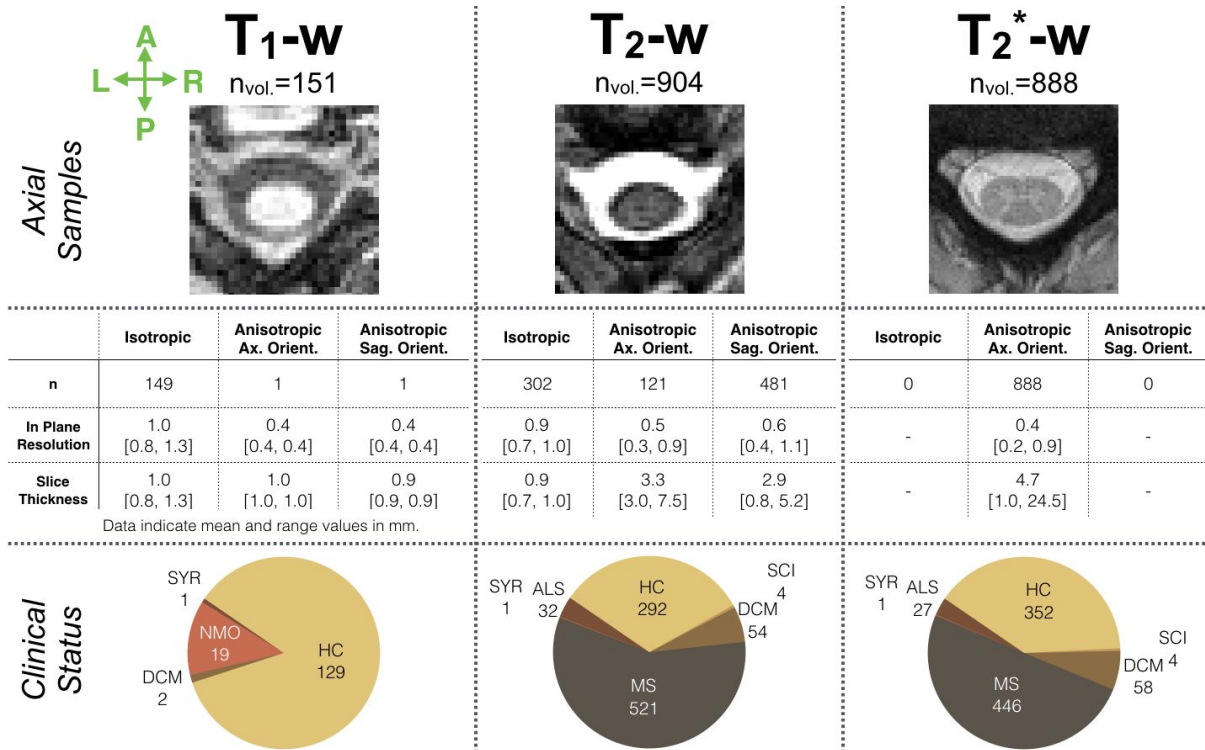 A
L R
P
T1-w
nvol.=151
T2-w
nvol.=904
T2*-w
nvol.=888
Axial
Samples
Isotropic Anisotropic Ax. Orient. Anisotropic Sag. Orient. Isotropic Anisotropic Ax. Orient. Anisotropic Sag. Orient. Isotropic Anisotropic Ax. Orient. Anisotropic Sag. Orient.
n 149 1 1 302 121 481 0 888 0
In Plane Resolution 1.0 [0.8, 1.3] 0.4 [0.4, 0.4] 0.4 [0.4, 0.4] 0.9 [0.7, 1.0] 0.5 [0.3, 0.9] 0.6 [0.4, 1.1] - 0.4 [0.2, 0.9] -
Slice Thickness 1.0 [0.8, 1.3] 1.0 [1.0, 1.0] 0.9 [0.9, 0.9] 0.9 [0.7, 1.0] 3.3 [3.0, 7.5] 2.9 [0.8, 5.2] - 4.7 [1.0, 24.5] -
Data indicate mean and range values in mm.
Clinical
Status
SYR
1
NMO
19
DCM
2
HC
129
SYR
1
ALS
32
HC
292
SCI
4
DCM
54
MS
521
SYR
1
ALS
27
HC
352
SCI
4
DCM
58
MS
446